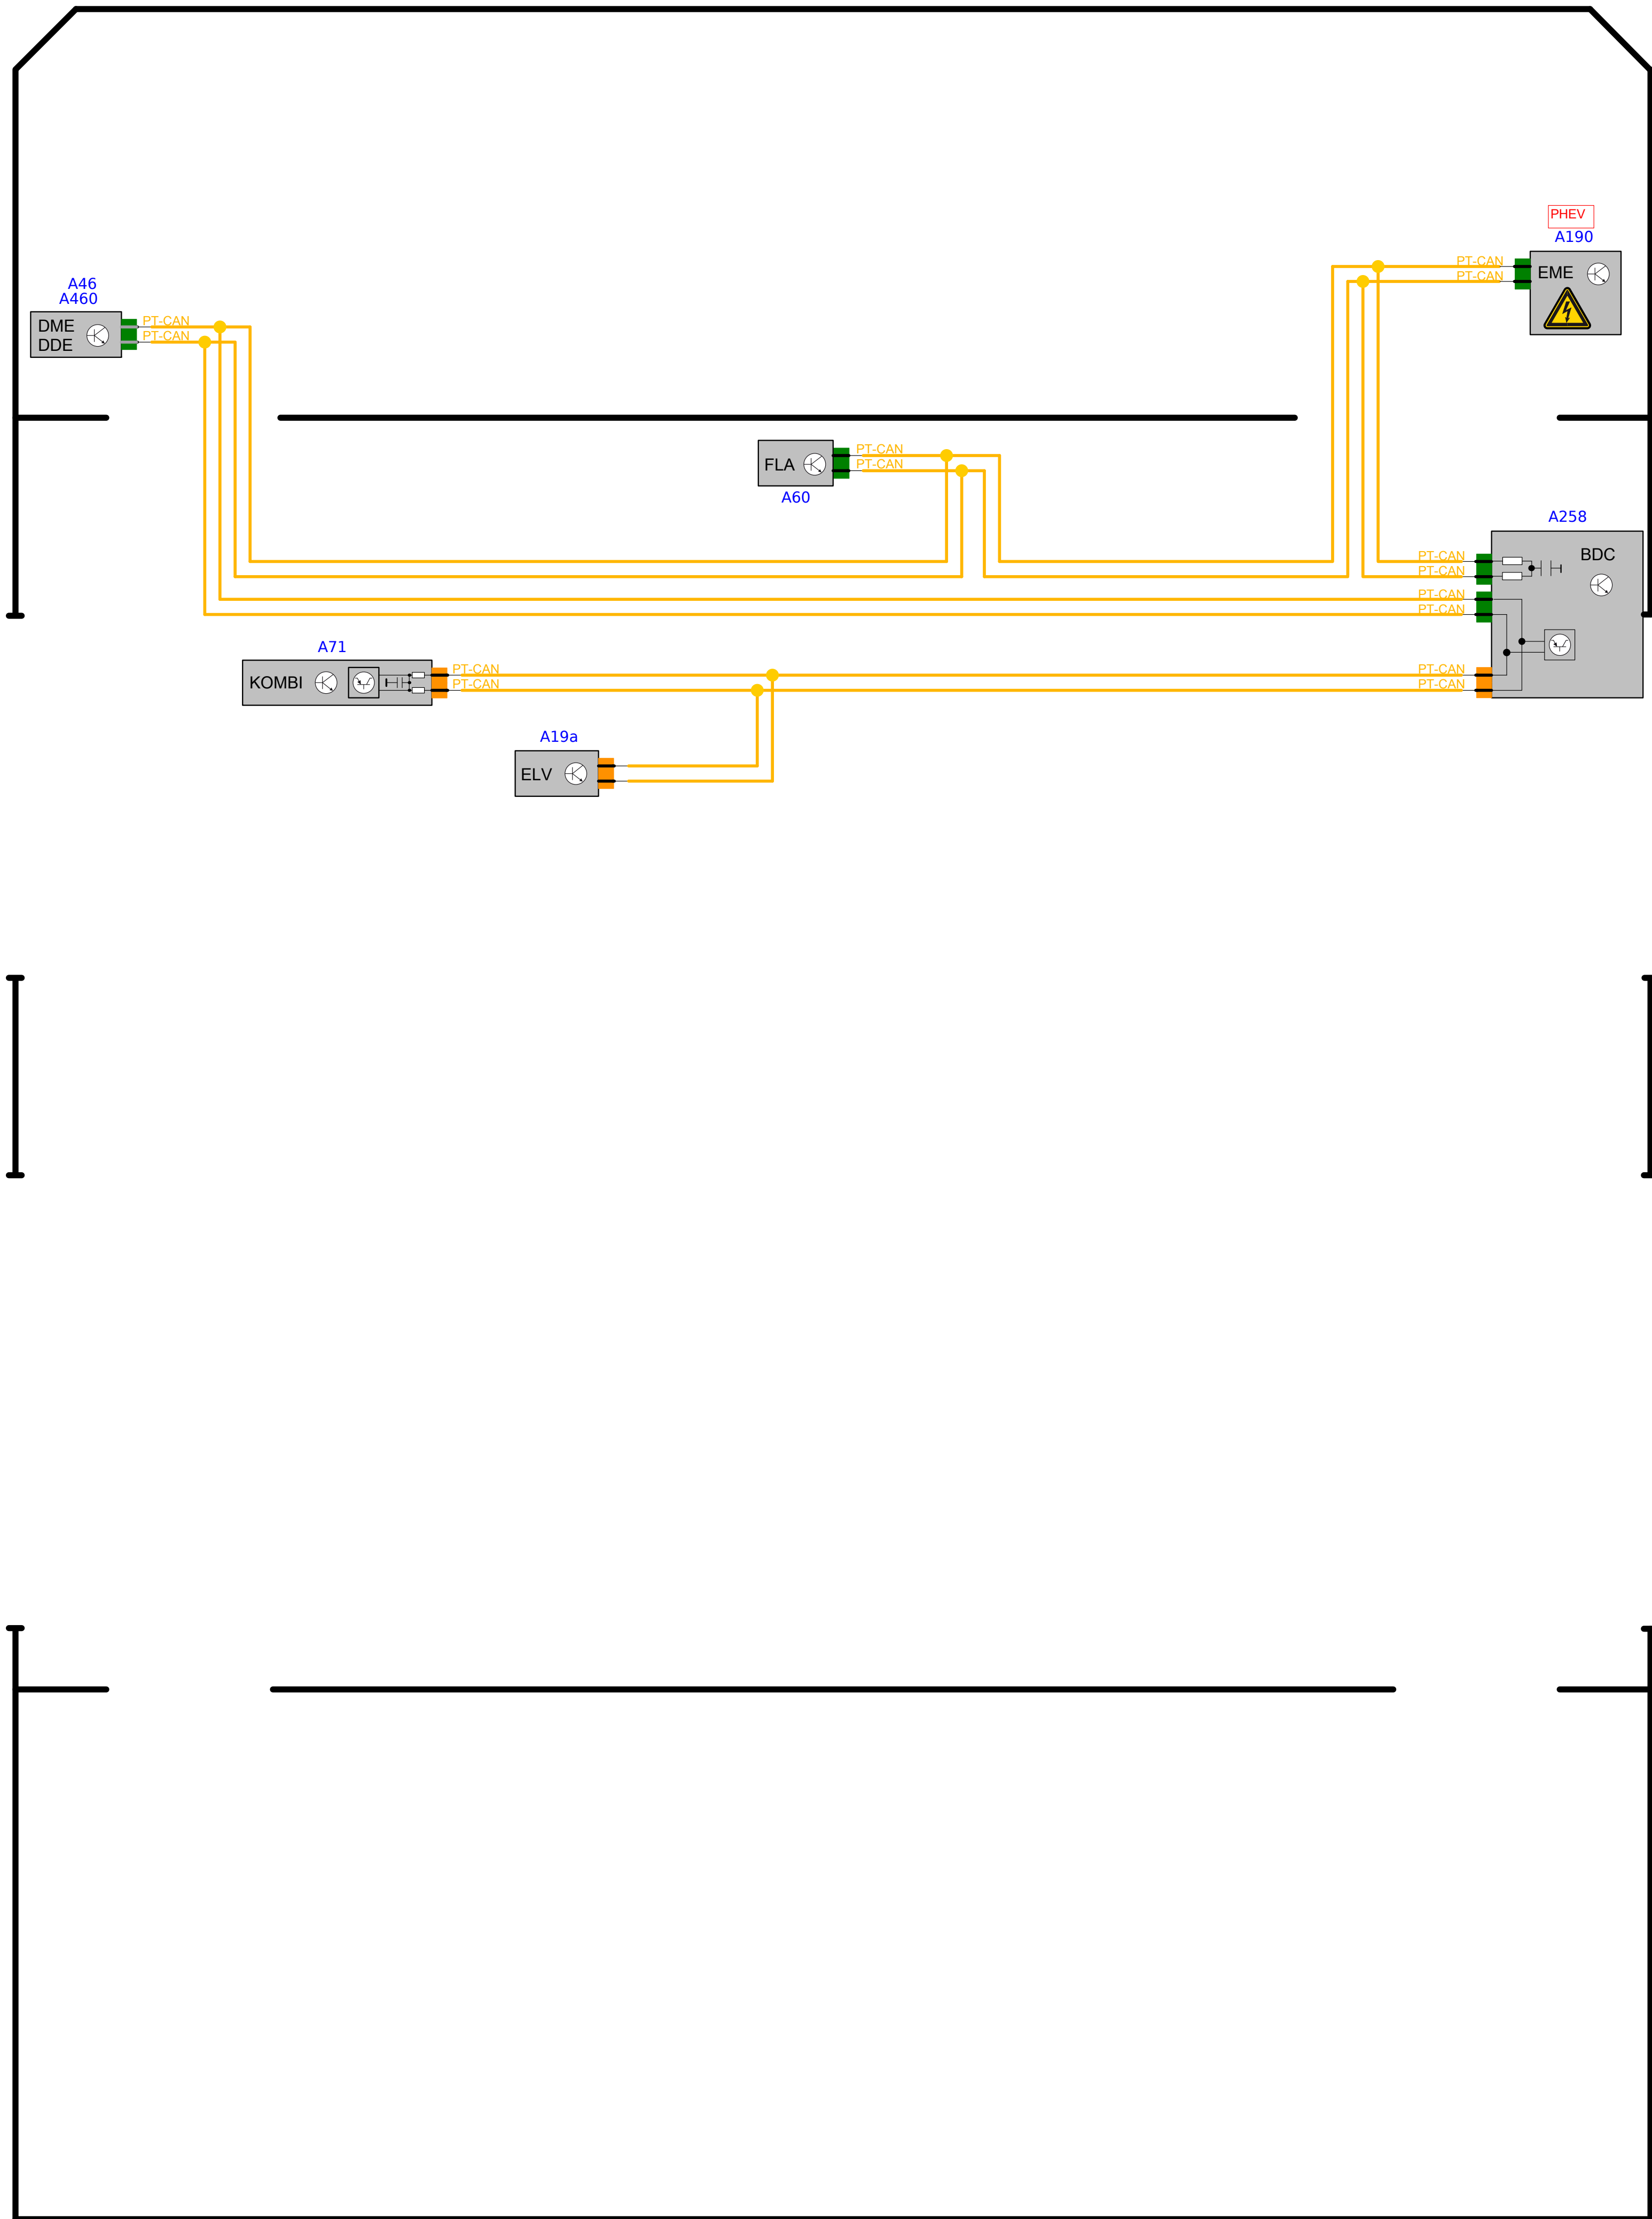 PHEV
A190
PT-CAN
PT-CAN
EME
A46
A460
DME
DDE
PT-CAN
PT-CAN
FLA
PT-CAN
PT-CAN
A60
A258
BDC
PT-CAN
PT-CAN
PT-CAN
PT-CAN
A71
KOMBI
PT-CAN
PT-CAN
PT-CAN
PT-CAN
A19a
ELV